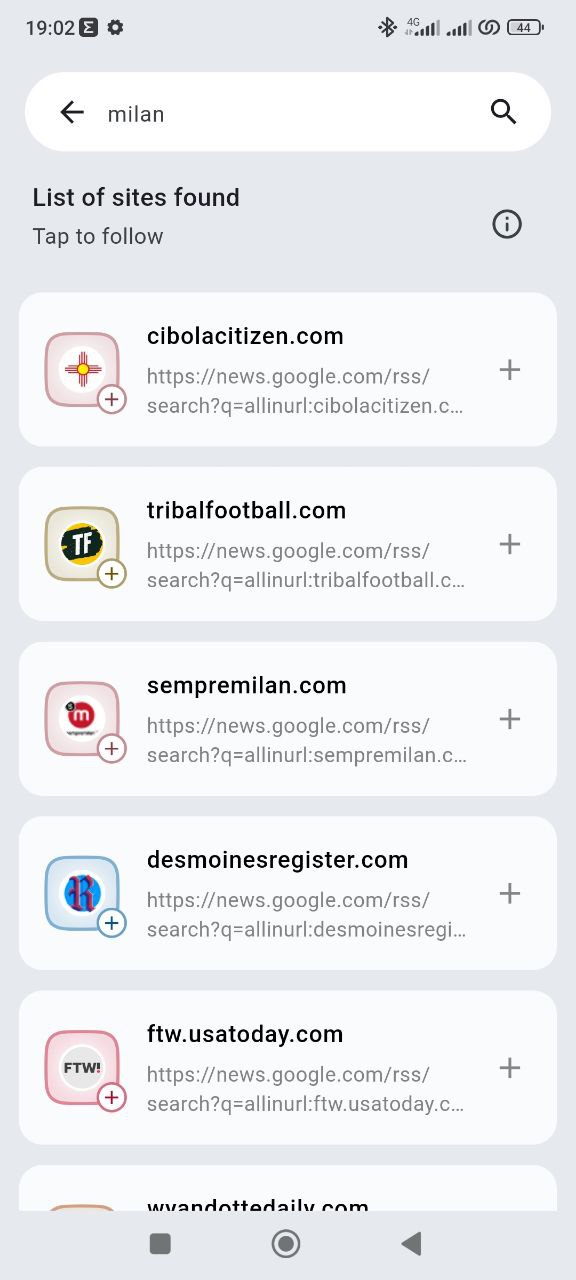 19:02
4G
44
milan
List of sites found
Tap to follow
cibolacitizen.com
https://news.google.com/rss/
search?q=allinurl:cibolacitizen.c…
TF
tribalfootball.com
https://news.google.com/rss/
search?q=allinurl:tribalfootball.c…
m
sempremilan.com
https://news.google.com/rss/
search?q=allinurl:sempremilan.c…
R
desmoinesregister.com
https://news.google.com/rss/
search?q=allinurl:desmoinesregi…
FTW!
ftw.usatoday.com
https://news.google.com/rss/
search?q=allinurl:ftw.usatoday.c…
wyandottedaily.com